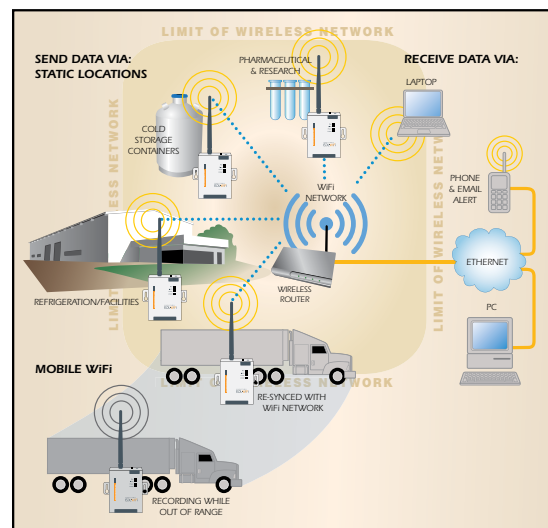 LIMIT OF WIRELESS NETWORK
SEND DATA VIA:
STATIC LOCATIONS
PHARMACEUTICAL
& RESEARCH
RECEIVE DATA VIA:
LAPTOP
COLD
STORAGE
CONTAINERS
LIMIT OF WIRELESS NETWORK
LIMIT OF WIRELESS NETWORK
WiFi
NETWORK
PHONE
& EMAIL
ALERT
ETHERNET
REFRIGERATION/FACILITIES
WIRELESS
ROUTER
PC
MOBILE WiFi
RE-SYNCED WITH
WiFi NETWORK
LIMIT OF WIRELESS NETWORK
RECORDING WHILE
OUT OF RANGE